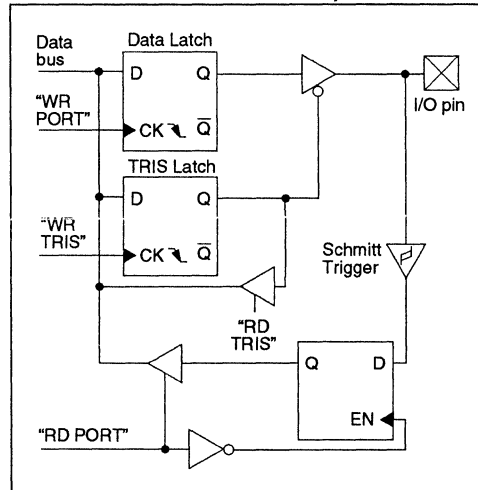 Data
bus
Data Latch
D Q
"WR
PORT"
CK Q̅
I/O pin
TRIS Latch
D Q
"WR
TRIS"
CK Q̅
Schmitt
Trigger
"RD
TRIS"
Q D
EN
"RD PORT"